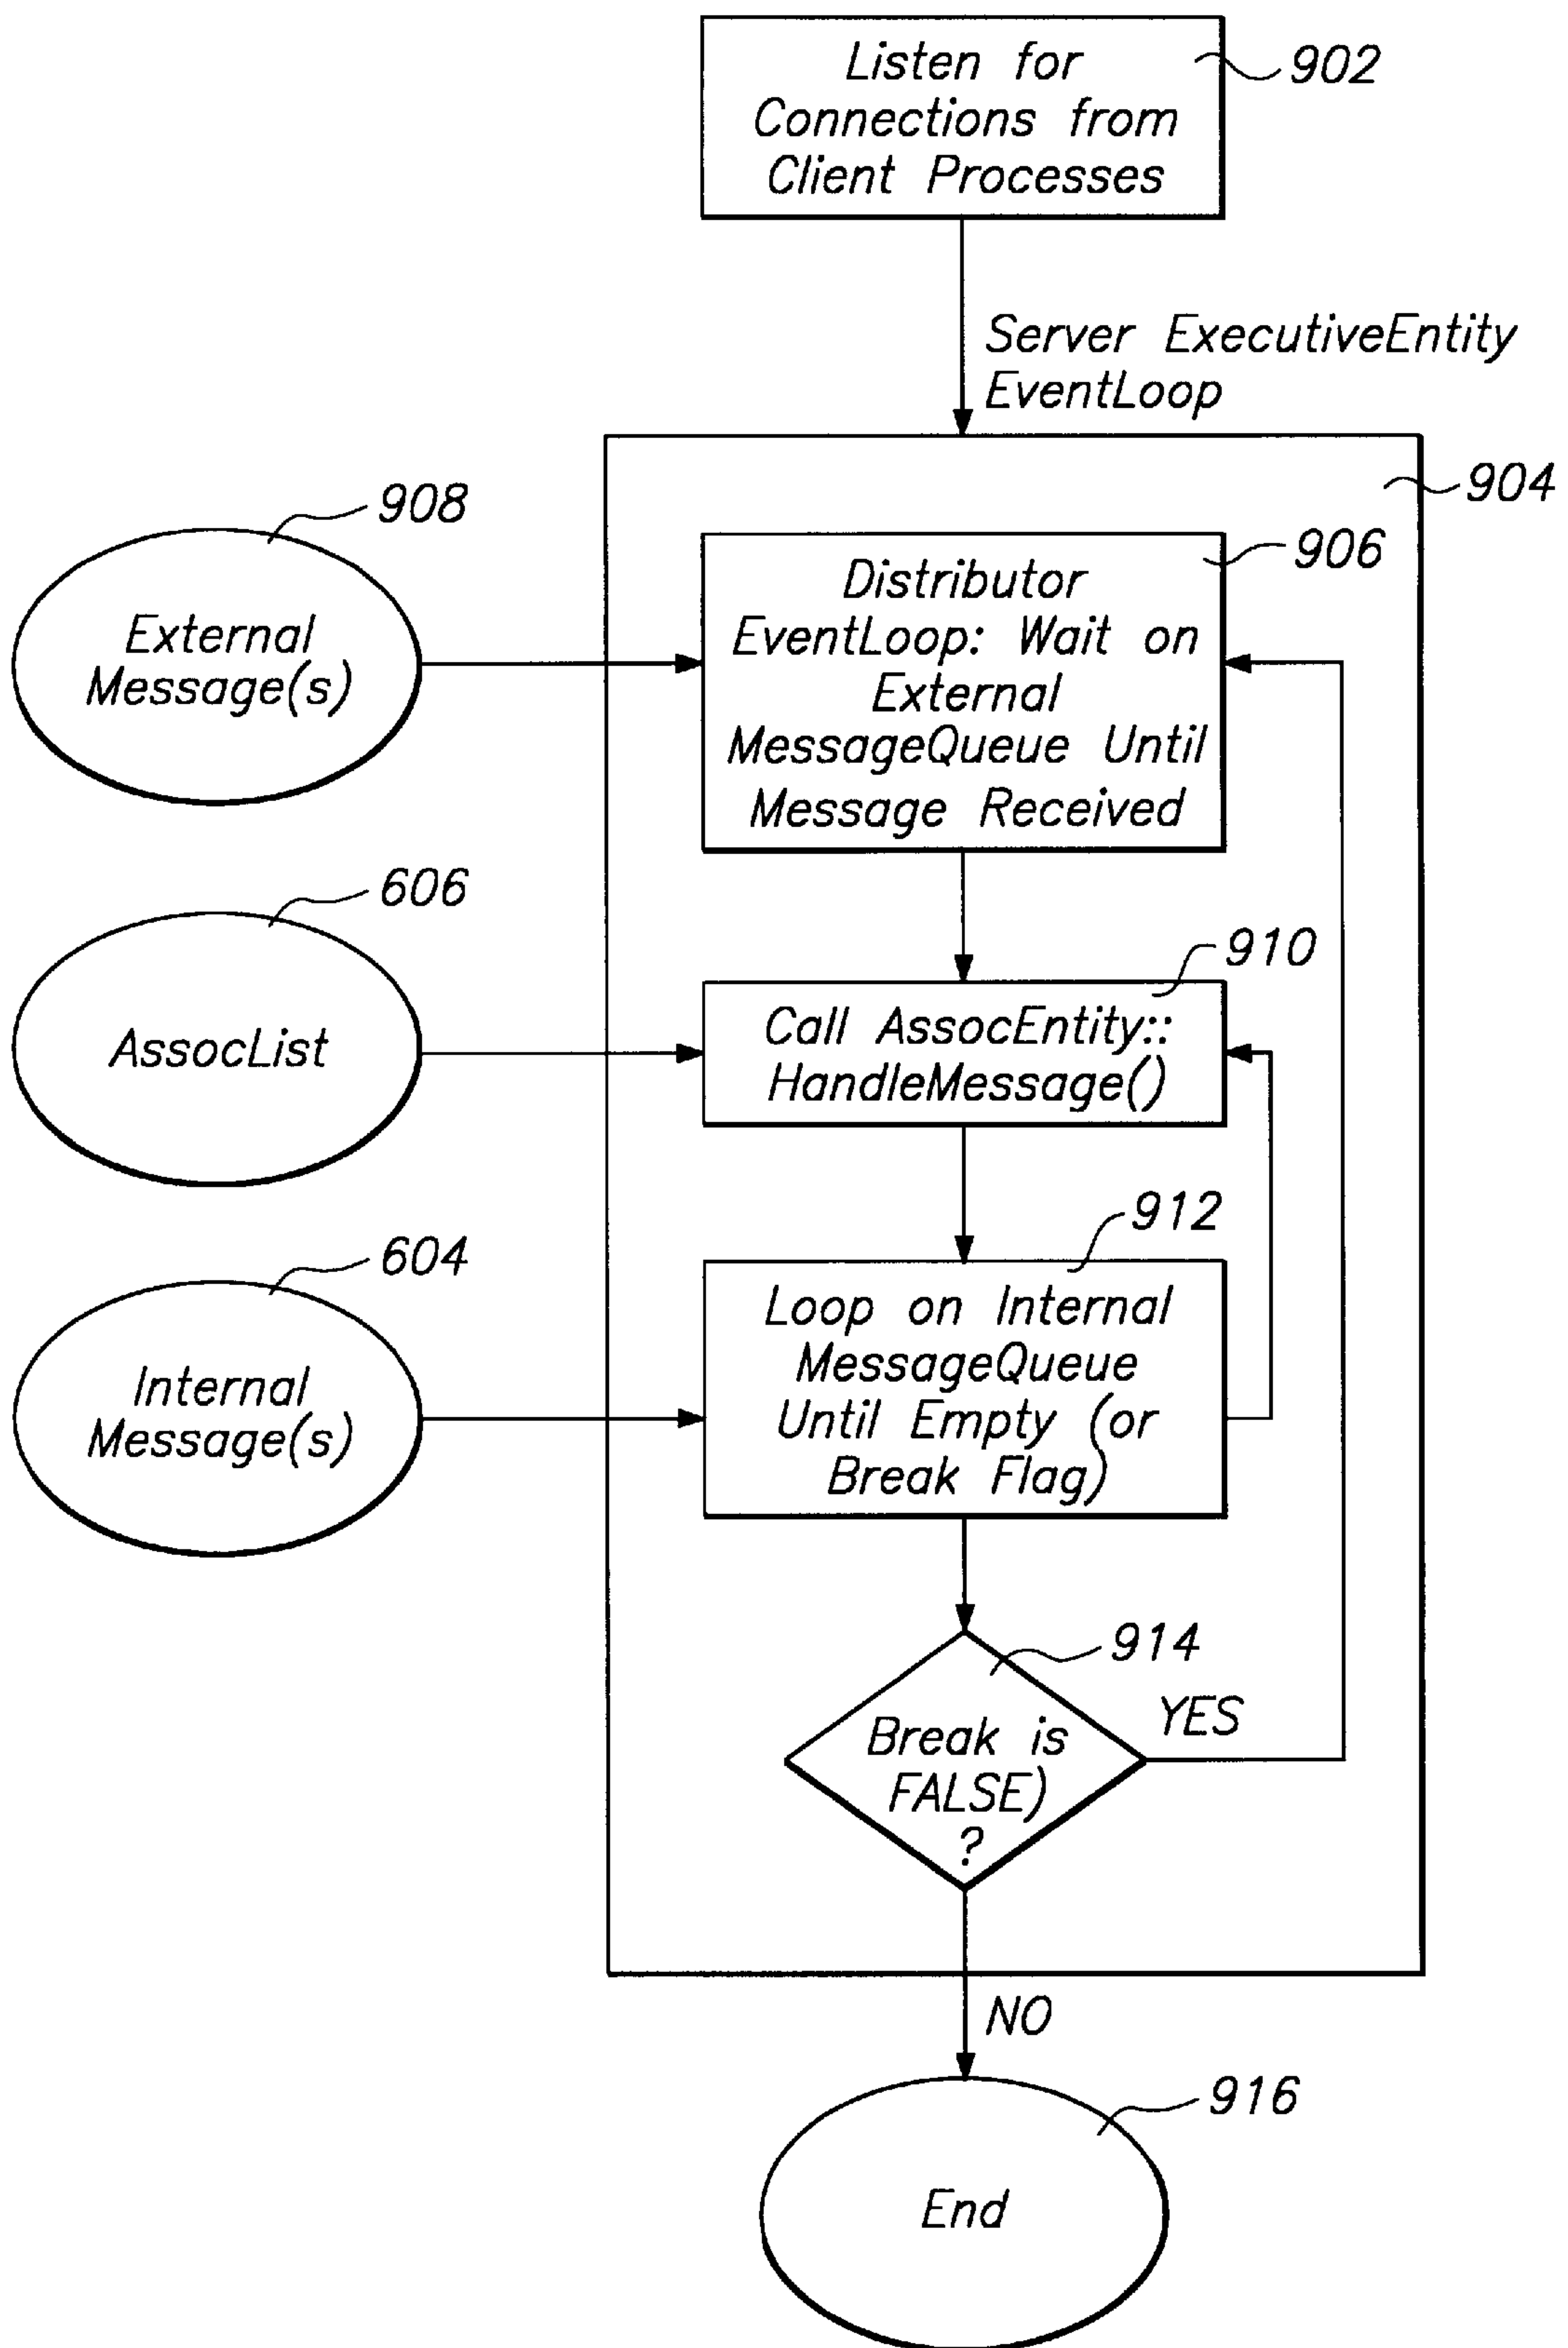 Listen for
Connections from
Client Processes
902
Server ExecutiveEntity
EventLoop
904
908
External
Message(s)
906
Distributor
EventLoop: Wait on
External
MessageQueue Until
Message Received
606
AssocList
910
Call AssocEntity::
HandleMessage()
604
Internal
Message(s)
912
Loop on Internal
MessageQueue
Until Empty (or
Break Flag)
914
Break is
FALSE)
?
YES
NO
916
End